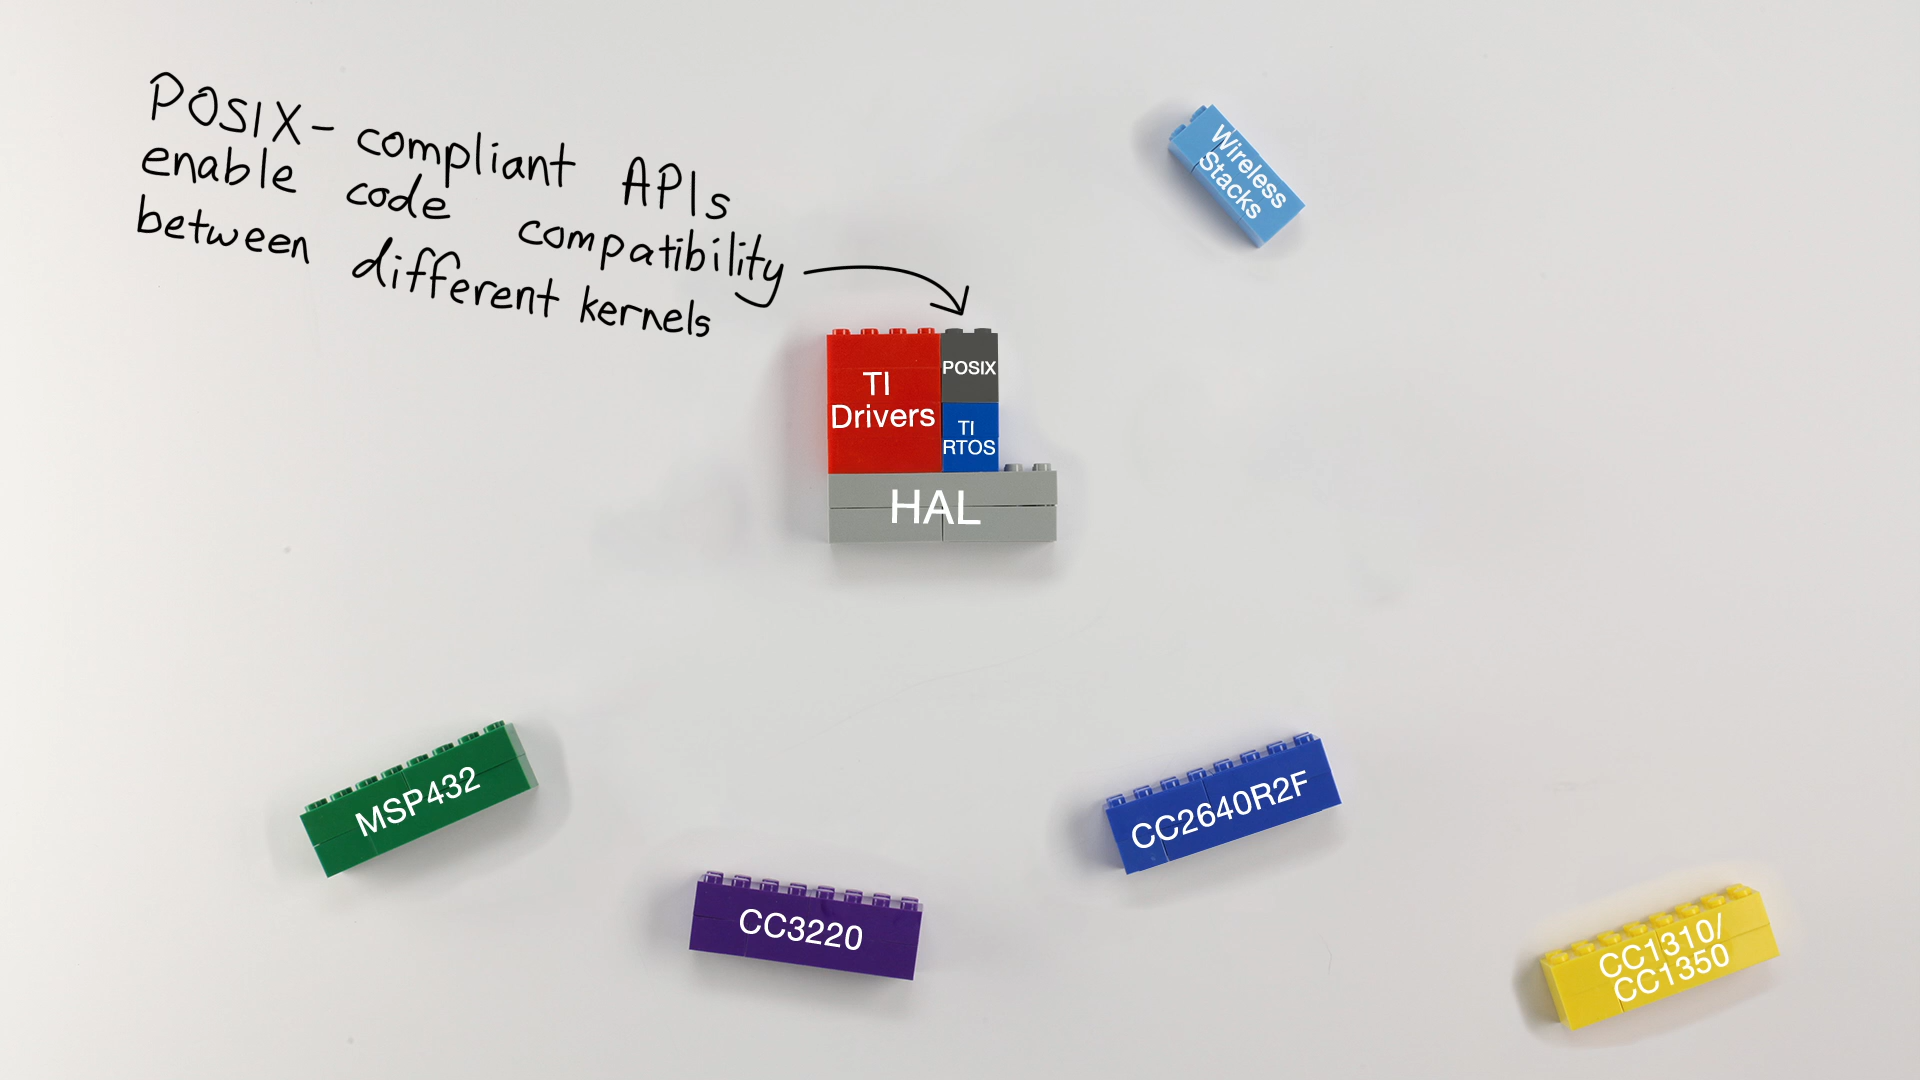 POSIX-compliant APIs
enable code compatibility
between different kernels
Wireless
Stacks
TI
Drivers
POSIX
TI
RTOS
HAL
MSP432
CC3220
CC2640R2F
CC1310/
CC1350